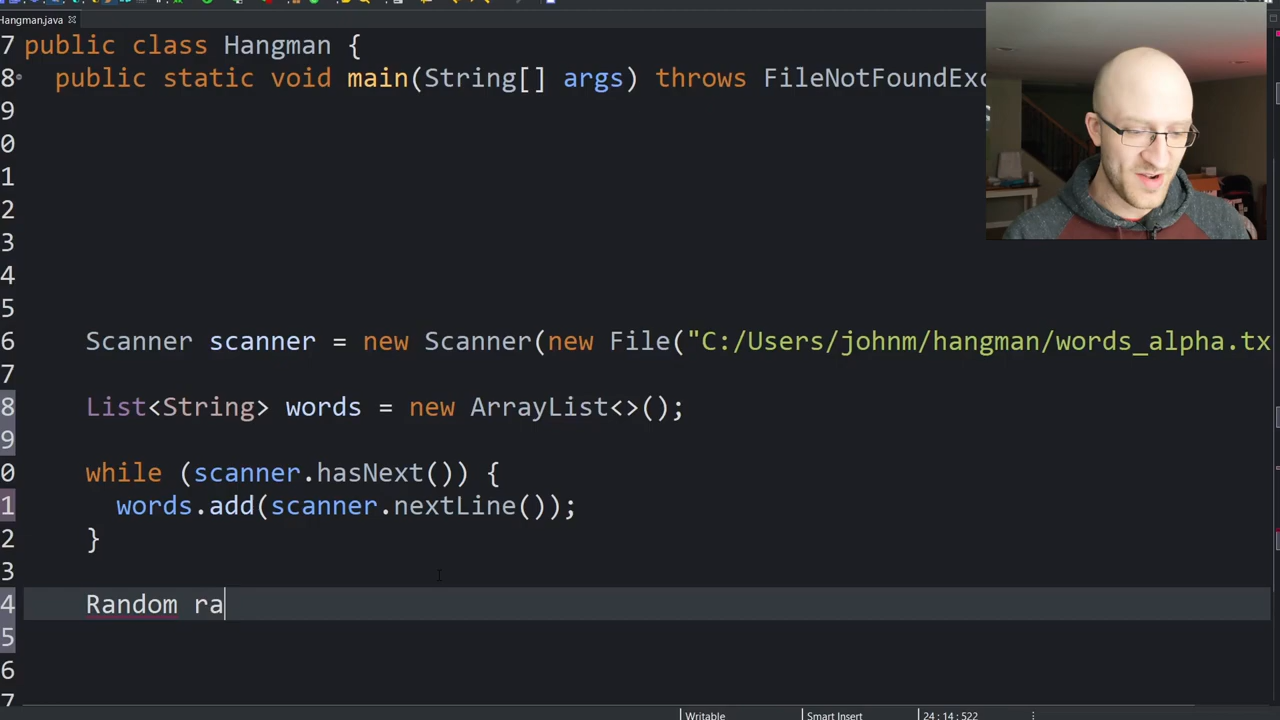 Hangman.java
7 public class Hangman {
8 public static void main(String[] args) throws FileNotFoundExc
9
0
1
2
3
4
5
6 Scanner scanner = new Scanner(new File("C:/Users/johnm/hangman/words_alpha.tx
7
8 List<String> words = new ArrayList<>();
9
0 while (scanner.hasNext()) {
1 words.add(scanner.nextLine());
2 }
3
4 Random ra
5
6
7
Writable Smart Insert 24 : 14 : 522